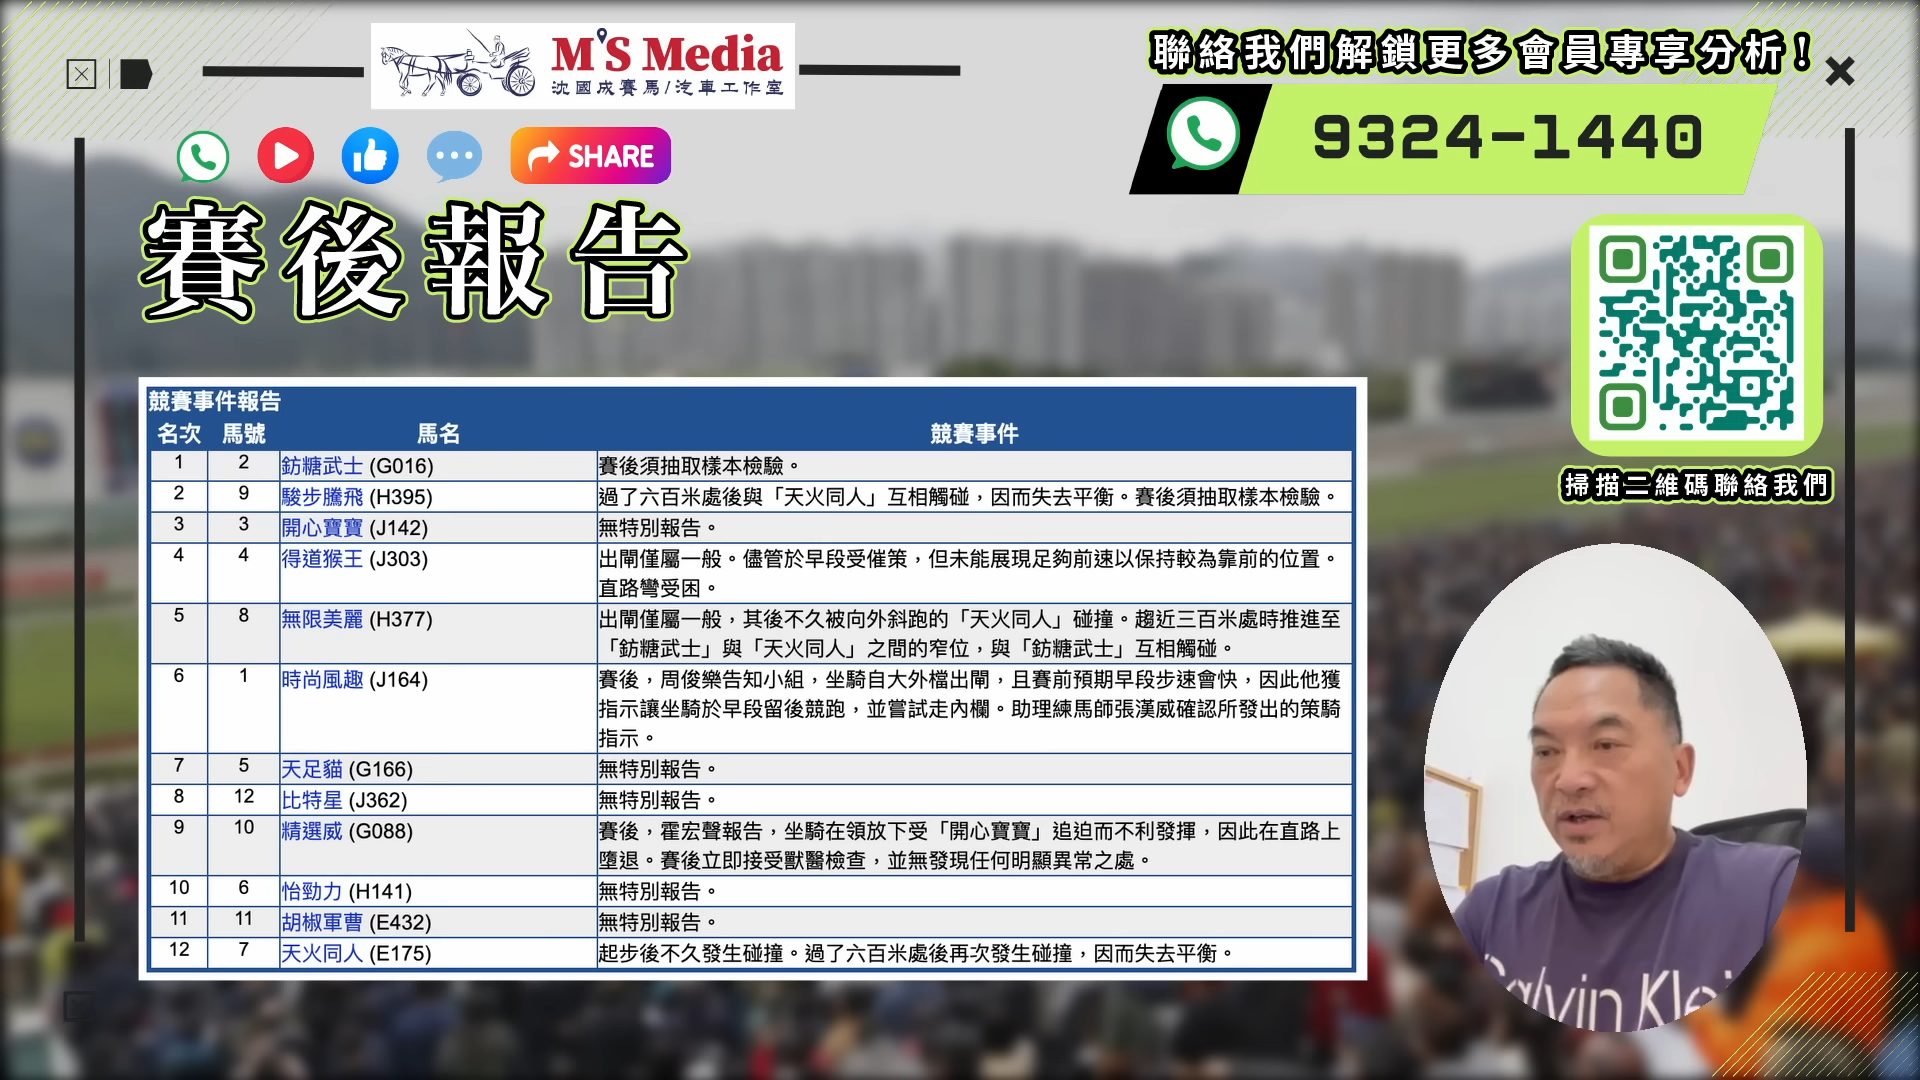 M'S Media
沈國成賽馬/汽車工作室
聯絡我們解鎖更多會員專享分析!
9324-1440
SHARE
賽後報告
掃描二維碼聯絡我們
競賽事件報告
名次 馬號 馬名 競賽事件
1 2 鈁糖武士 (G016) 賽後須抽取樣本檢驗。
2 9 駿步騰飛 (H395) 過了六百米處後與「天火同人」互相觸碰，因而失去平衡。賽後須抽取樣本檢驗。
3 3 開心寶寶 (J142) 無特別報告。
4 4 得道猴王 (J303) 出閘僅屬一般。儘管於早段受催策，但未能展現足夠前速以保持較為靠前的位置。
直路彎受困。
5 8 無限美麗 (H377) 出閘僅屬一般，其後不久被向外斜跑的「天火同人」碰撞。趨近三百米處時推進至
「鈁糖武士」與「天火同人」之間的窄位，與「鈁糖武士」互相觸碰。
6 1 時尚風趣 (J164) 賽後，周俊樂告知小組，坐騎自大外檔出閘，且賽前預期早段步速會快，因此他獲
指示讓坐騎於早段留後競跑，並嘗試走內欄。助理練馬師張漢威確認所發出的策騎
指示。
7 5 天足貓 (G166) 無特別報告。
8 12 比特星 (J362) 無特別報告。
9 10 精選威 (G088) 賽後，霍宏聲報告，坐騎在領放下受「開心寶寶」追迫而不利發揮，因此在直路上
墮退。賽後立即接受獸醫檢查，並無發現任何明顯異常之處。
10 6 怡勁力 (H141) 無特別報告。
11 11 胡椒軍曹 (E432) 無特別報告。
12 7 天火同人 (E175) 起步後不久發生碰撞。過了六百米處後再次發生碰撞，因而失去平衡。
Calvin Klei